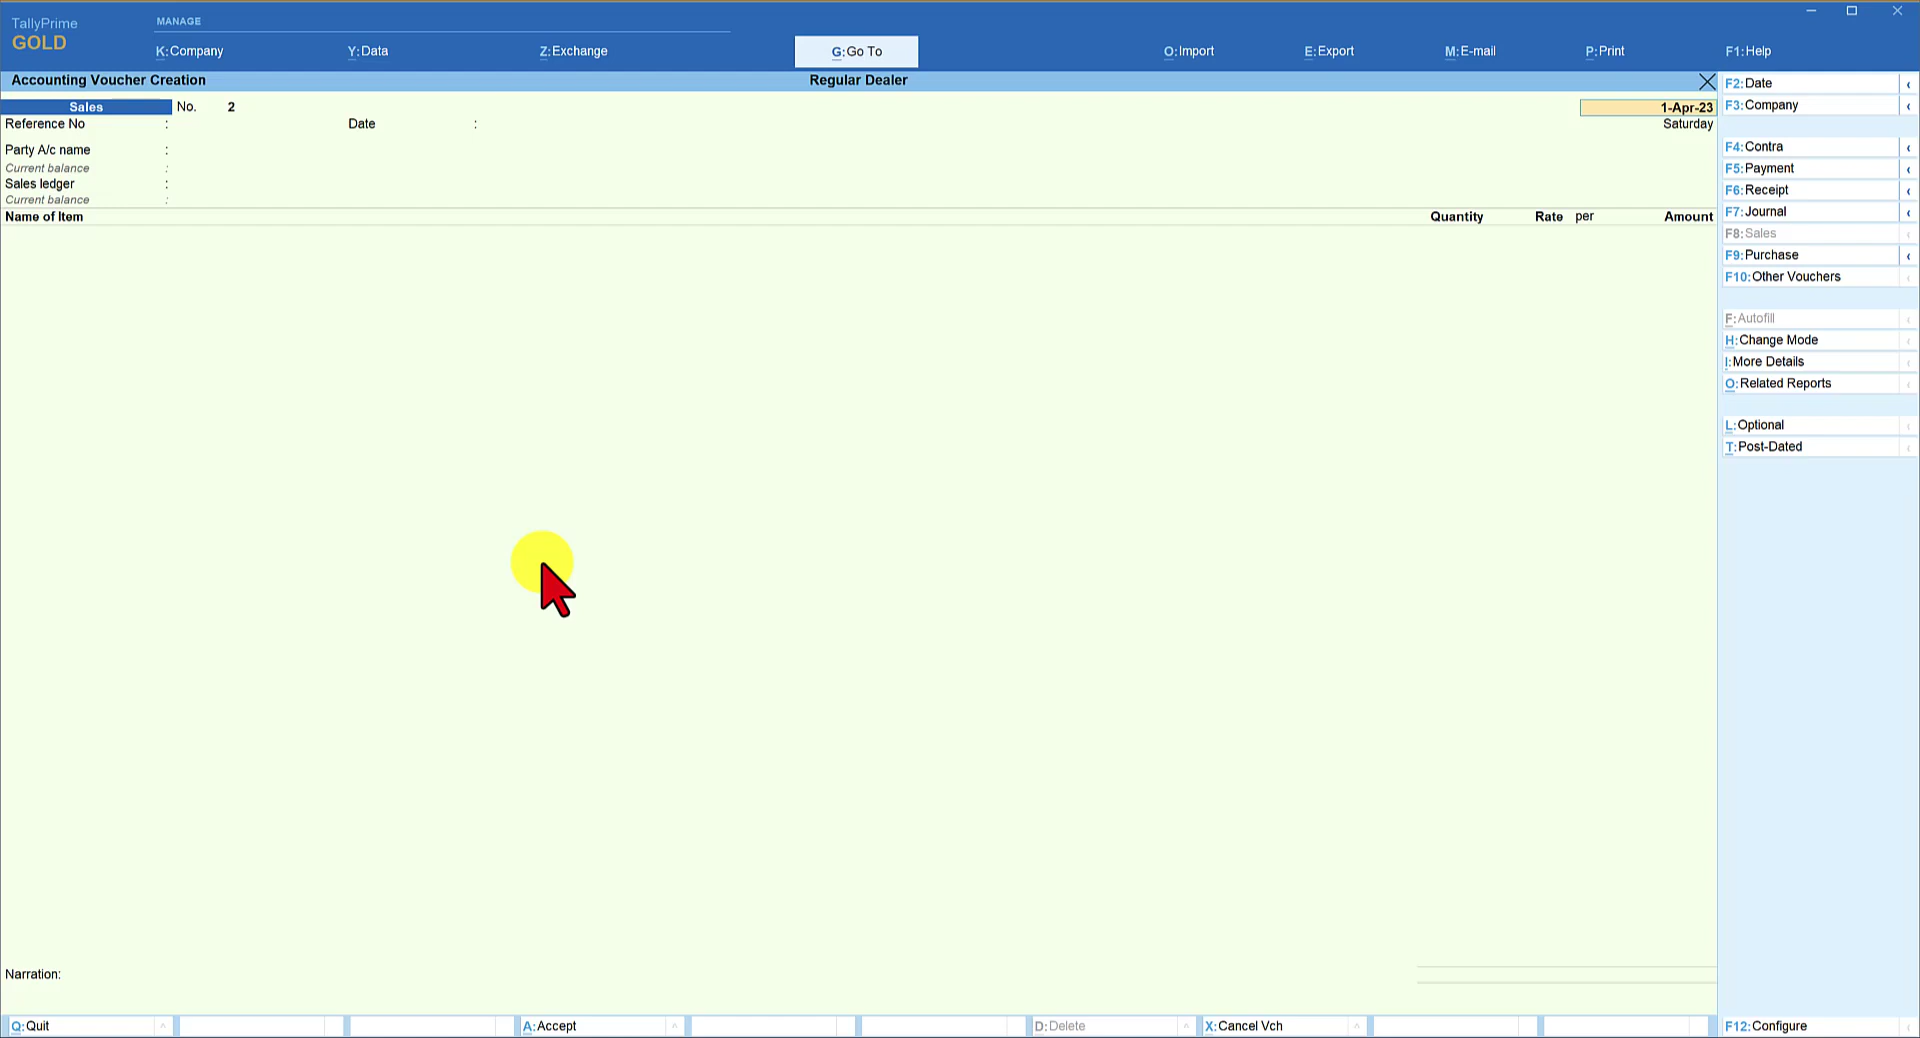 TallyPrime
GOLD
MANAGE
K:Company
Y:Data
Z:Exchange
G:Go To
O:Import
E:Export
M:E-mail
P:Print
F1:Help
Accounting Voucher Creation
Regular Dealer
Sales No. 2
1-Apr-23
Reference No : Date :
Saturday
Party A/c name :
Current balance :
Sales ledger :
Current balance :
Name of Item Quantity Rate per Amount
Narration:
F2:Date
F3:Company
F4:Contra
F5:Payment
F6:Receipt
F7:Journal
F8:Sales
F9:Purchase
F10:Other Vouchers
F:Autofill
H:Change Mode
I:More Details
O:Related Reports
L:Optional
T:Post-Dated
Q:Quit
A:Accept
D:Delete
X:Cancel Vch
F12:Configure